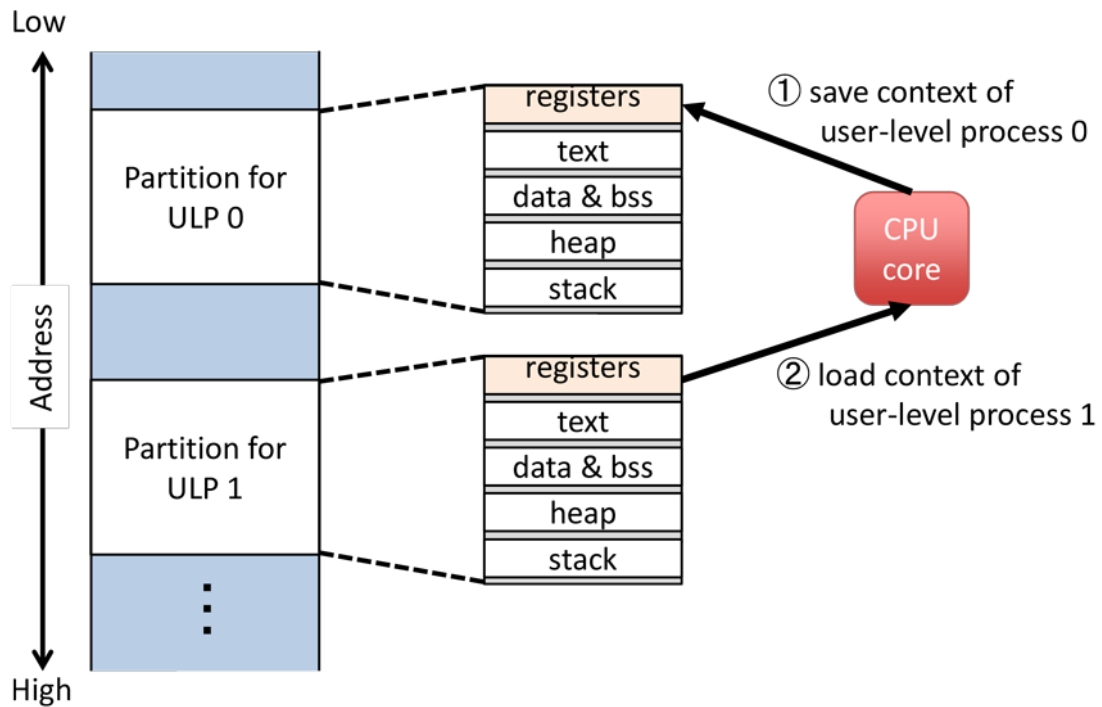 Low
Address
High
Partition for
ULP 0
Partition for
ULP 1
registers
text
data & bss
heap
stack
registers
text
data & bss
heap
stack
① save context of
user-level process 0
CPU
core
② load context of
user-level process 1